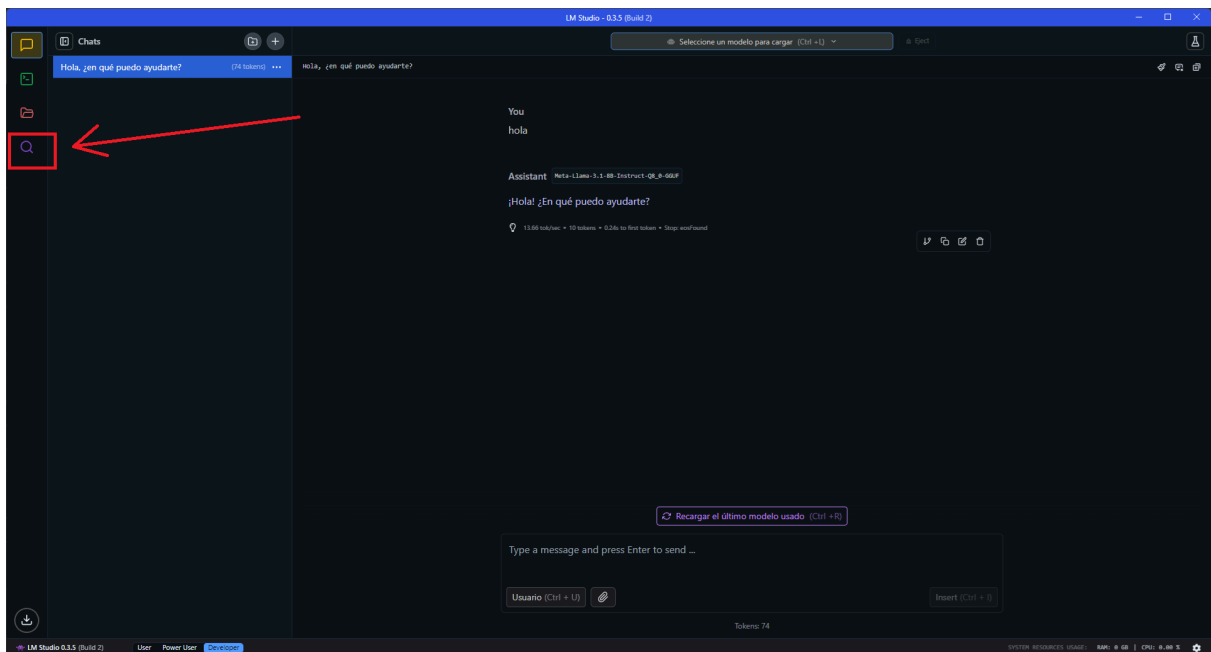 LM Studio - 0.3.5 (Build 2)
Chats
Seleccione un modelo para cargar (Ctrl +L)
Eject
Hola, ¿en qué puedo ayudarte? (74 tokens)
Hola, ¿en qué puedo ayudarte?
You
hola
Assistant Meta-Llama-3.1-8B-Instruct-Q8_0-GGUF
¡Hola! ¿En qué puedo ayudarte?
13.86 tok/sec • 10 tokens • 0.24s to first token • Stop: eosFound
Recargar el último modelo usado (Ctrl +R)
Type a message and press Enter to send ...
Usuario (Ctrl + U)
Insert (Ctrl + I)
Tokens: 74
LM Studio 0.3.5 (Build 2) User Power User Developer
SYSTEM RESOURCES USAGE: RAM: 0 GB | CPU: 0.00 %